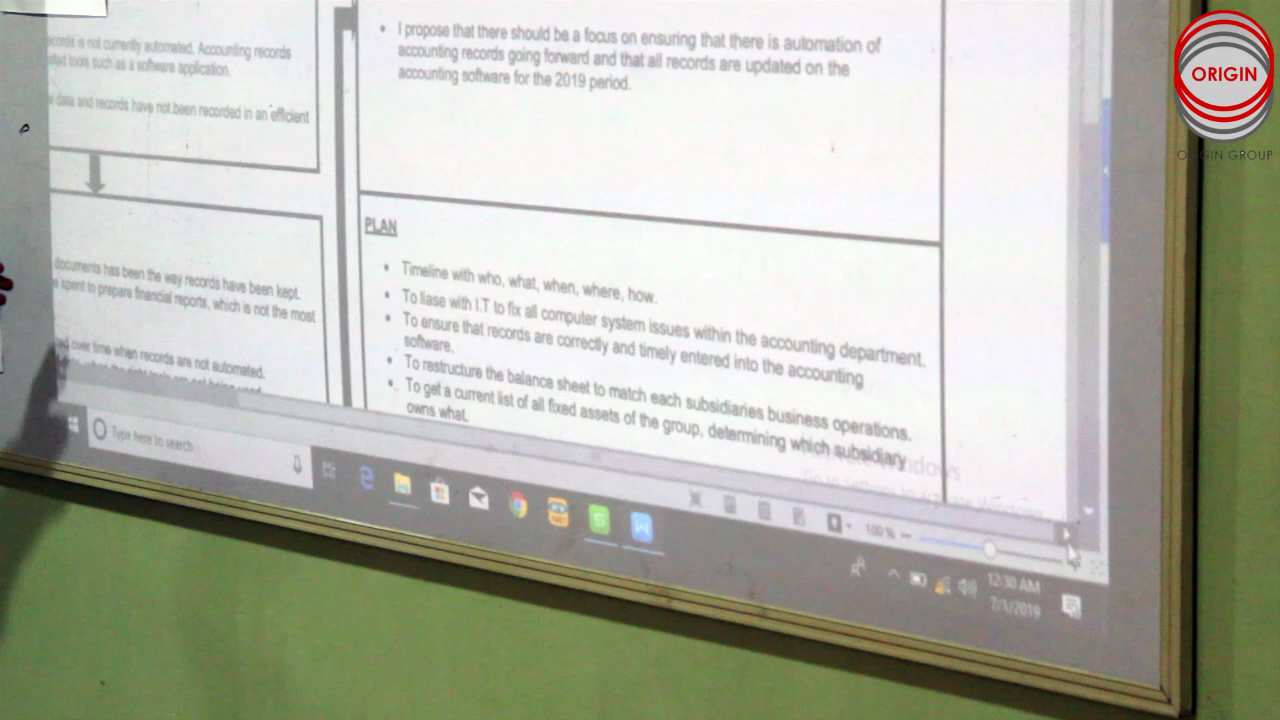 ecords is not currently automated. Accounting records
tools such as a software application.
data and records have not been recorded in an efficient
documents has been the way records have been kept.
spent to prepare financial reports, which is not the most
ed over time when records are not automated.
• I propose that there should be a focus on ensuring that there is automation of
accounting records going forward and that all records are updated on the
accounting software for the 2019 period.
PLAN
• Timeline with who, what, when, where, how.
• To liase with I.T to fix all computer system issues within the accounting department.
• To ensure that records are correctly and timely entered into the accounting
software.
• To restructure the balance sheet to match each subsidiaries business operations.
• To get a current list of all fixed assets of the group, determining which subsidiary
owns what.
Type here to search
100%
12:30 AM
7/1/2019
ORIGIN
ORIGIN GROUP